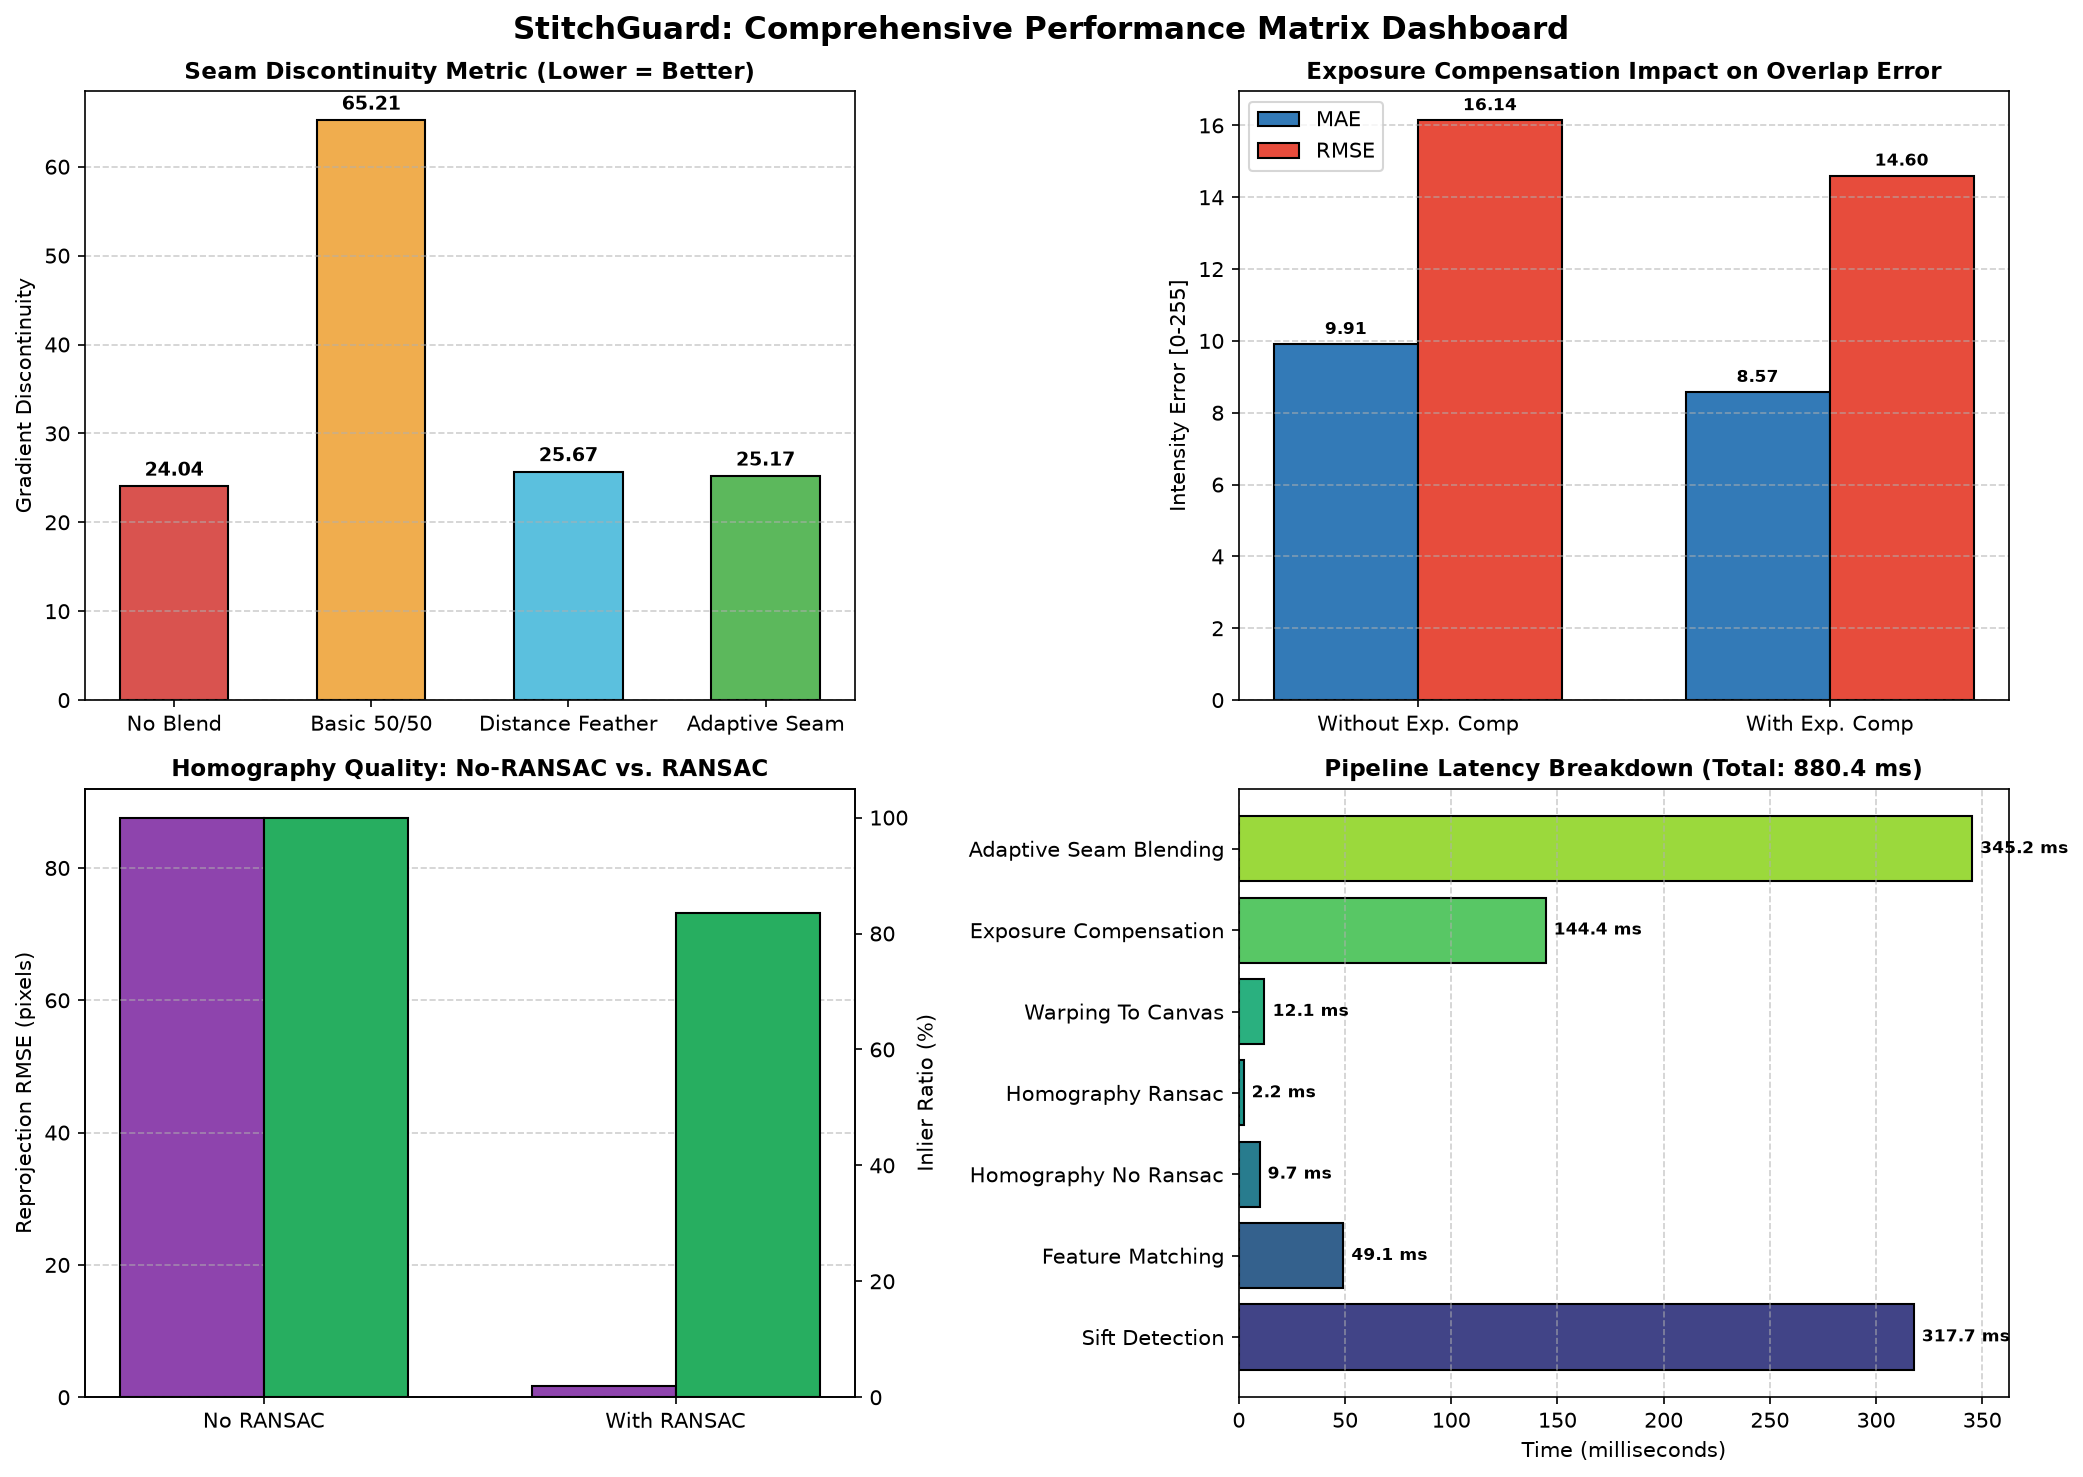 StitchGuard: Comprehensive Performance Matrix Dashboard
Seam Discontinuity Metric (Lower = Better)
Gradient Discontinuity
60
50
40
30
20
10
0
24.04
65.21
25.67
25.17
No Blend
Basic 50/50
Distance Feather
Adaptive Seam
Exposure Compensation Impact on Overlap Error
MAE
RMSE
Intensity Error [0-255]
16
14
12
10
8
6
4
2
0
9.91
16.14
8.57
14.60
Without Exp. Comp
With Exp. Comp
Homography Quality: No-RANSAC vs. RANSAC
Reprojection RMSE (pixels)
80
60
40
20
0
Inlier Ratio (%)
100
80
60
40
20
0
No RANSAC
With RANSAC
Pipeline Latency Breakdown (Total: 880.4 ms)
Adaptive Seam Blending
345.2 ms
Exposure Compensation
144.4 ms
Warping To Canvas
12.1 ms
Homography Ransac
2.2 ms
Homography No Ransac
9.7 ms
Feature Matching
49.1 ms
Sift Detection
317.7 ms
0
50
100
150
200
250
300
350
Time (milliseconds)